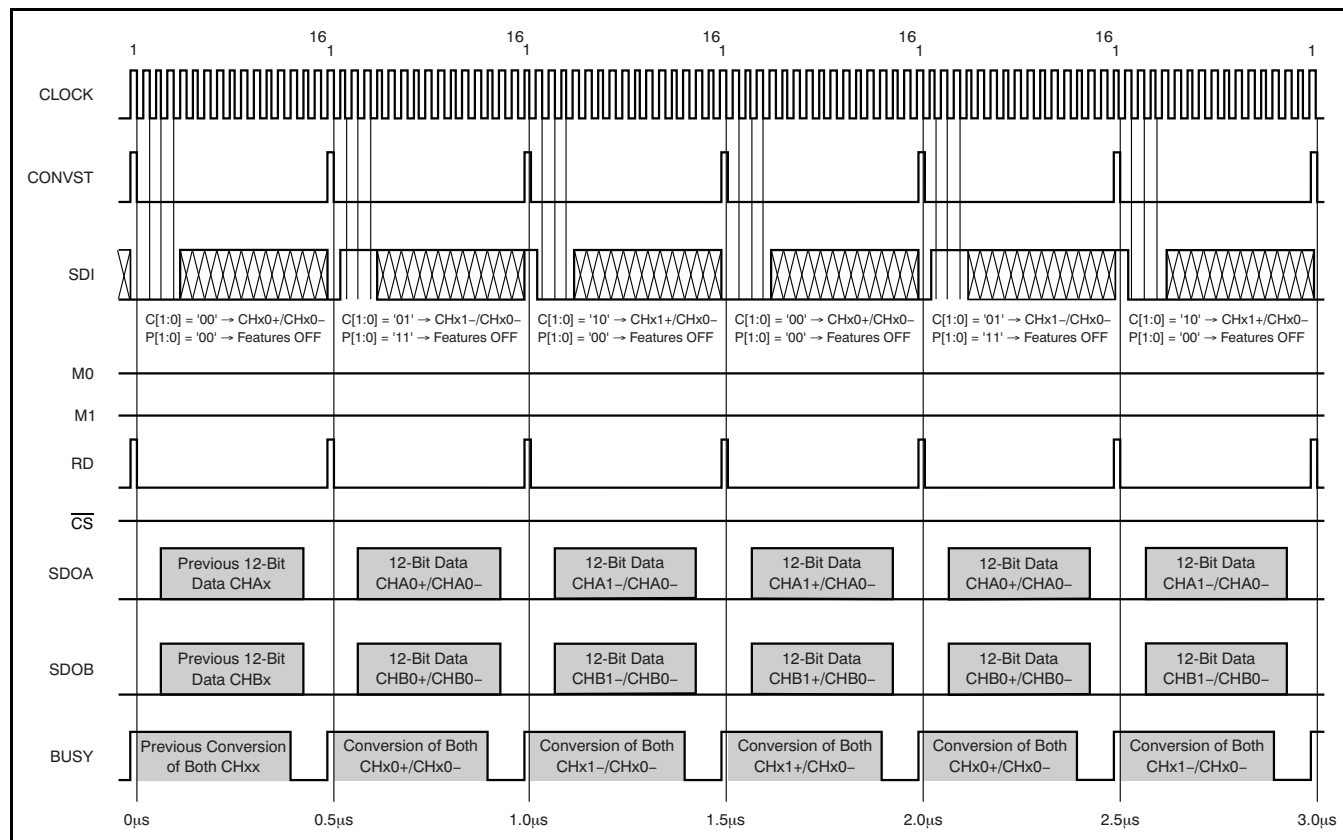 16 16 16 16 16
1 1 1 1 1 1 1
CLOCK
CONVST
SDI
C[1:0] = '00' → CHx0+/CHx0− C[1:0] = '01' → CHx1−/CHx0− C[1:0] = '10' → CHx1+/CHx0− C[1:0] = '00' → CHx0+/CHx0− C[1:0] = '01' → CHx1−/CHx0− C[1:0] = '10' → CHx1+/CHx0−
P[1:0] = '00' → Features OFF P[1:0] = '11' → Features OFF P[1:0] = '00' → Features OFF P[1:0] = '00' → Features OFF P[1:0] = '11' → Features OFF P[1:0] = '00' → Features OFF
M0
M1
RD
CS
SDOA
Previous 12-Bit 12-Bit Data 12-Bit Data 12-Bit Data 12-Bit Data 12-Bit Data
Data CHAx CHA0+/CHA0− CHA1−/CHA0− CHA1+/CHA0− CHA0+/CHA0− CHA1−/CHA0−
SDOB
Previous 12-Bit 12-Bit Data 12-Bit Data 12-Bit Data 12-Bit Data 12-Bit Data
Data CHBx CHB0+/CHB0− CHB1−/CHB0− CHB1+/CHB0− CHB0+/CHB0− CHB1−/CHB0−
BUSY
Previous Conversion Conversion of Both Conversion of Both Conversion of Both Conversion of Both Conversion of Both
of Both CHxx CHx0+/CHx0− CHx1−/CHx0− CHx1+/CHx0− CHx0+/CHx0− CHx1−/CHx0−
0µs 0.5µs 1.0µs 1.5µs 2.0µs 2.5µs 3.0µs